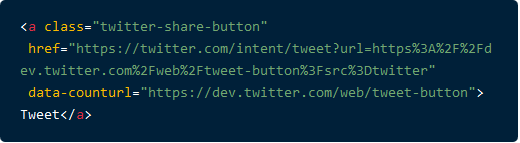 <a class="twitter-share-button"
href="https://twitter.com/intent/tweet?url=https%3A%2F%2Fd
ev.twitter.com%2Fweb%2Ftweet-button%3Fsrc%3Dtwitter"
data-counturl="https://dev.twitter.com/web/tweet-button">
Tweet</a>